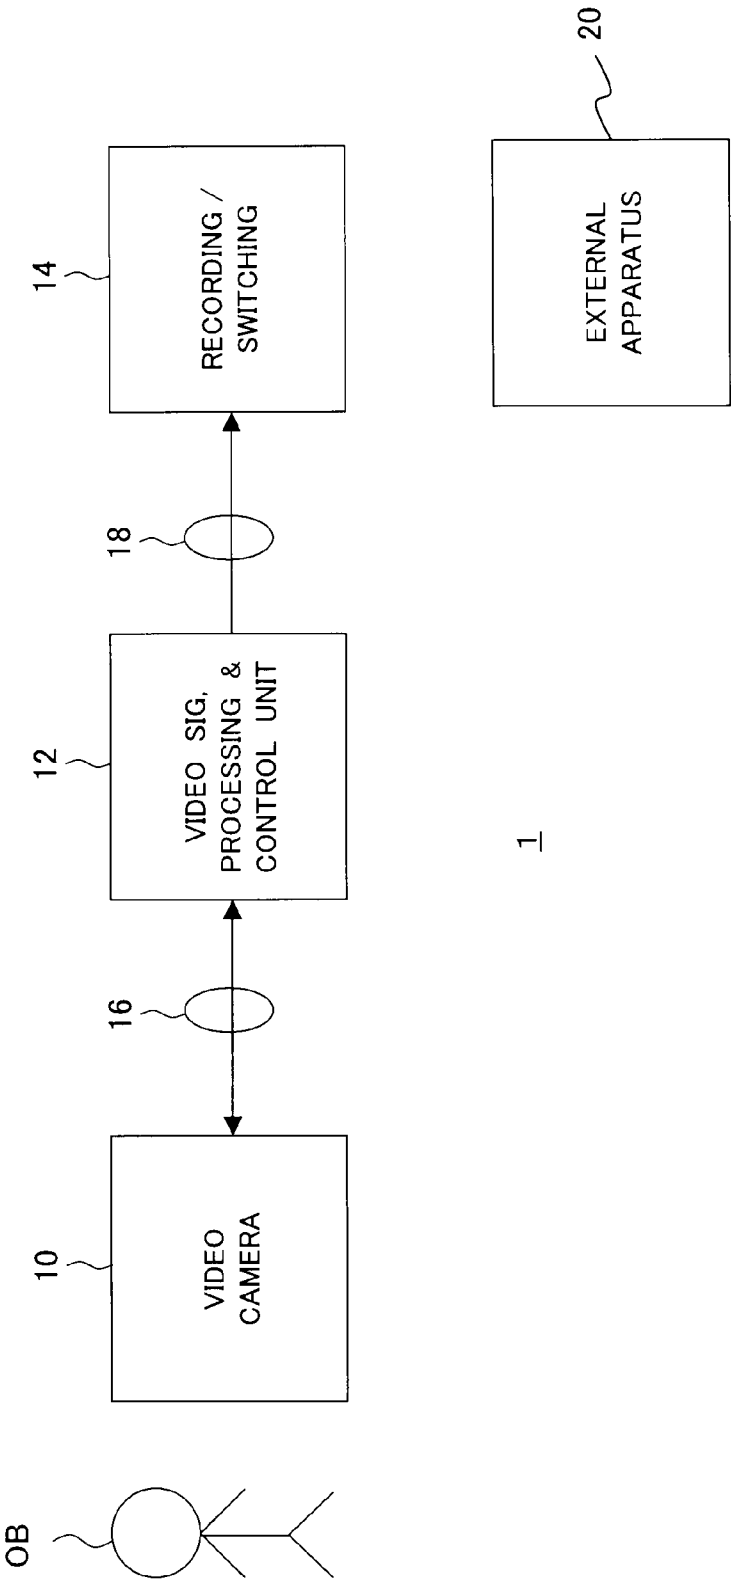 OB
10
VIDEO
CAMERA
16
12
VIDEO SIG,
PROCESSING &
CONTROL UNIT
18
14
RECORDING /
SWITCHING
20
EXTERNAL
APPARATUS
1